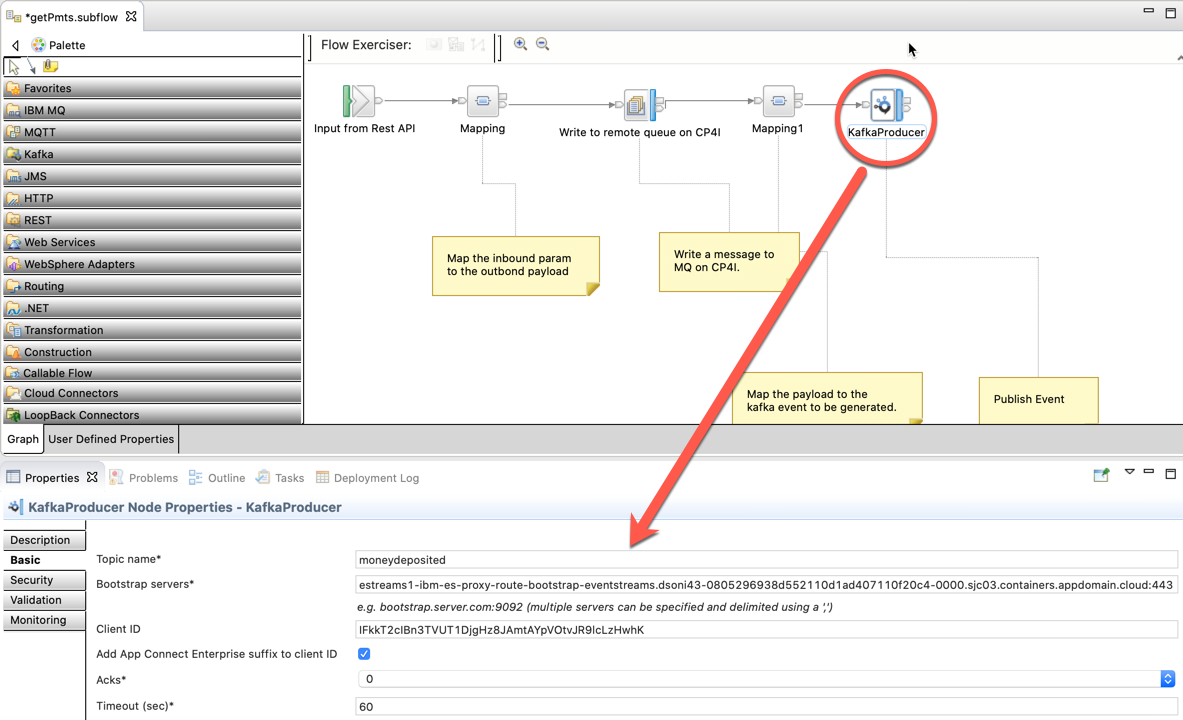 *getPmts.subflow
Palette
Flow Exerciser:
Favorites
IBM MQ
MQTT
Kafka
JMS
HTTP
REST
Web Services
WebSphere Adapters
Routing
.NET
Transformation
Construction
Callable Flow
Cloud Connectors
LoopBack Connectors
Input from Rest API
Mapping
Write to remote queue on CP4I
Mapping1
KafkaProducer
Map the inbound param
to the outbond payload
Write a message to
MQ on CP4I.
Map the payload to the
kafka event to be generated.
Publish Event
Graph
User Defined Properties
Properties
Problems
Outline
Tasks
Deployment Log
KafkaProducer Node Properties - KafkaProducer
Description
Basic
Security
Validation
Monitoring
Topic name*
moneydeposited
Bootstrap servers*
estreams1-ibm-es-proxy-route-bootstrap-eventstreams.dsoni43-0805296938d552110d1ad407110f20c4-0000.sjc03.containers.appdomain.cloud:443
e.g. bootstrap.server.com:9092 (multiple servers can be specified and delimited using a ',')
Client ID
IFkkT2cIBn3TVUT1DjgHz8JAmtAYpVOtvJR9IcLzHwhK
Add App Connect Enterprise suffix to client ID
Acks*
0
Timeout (sec)*
60